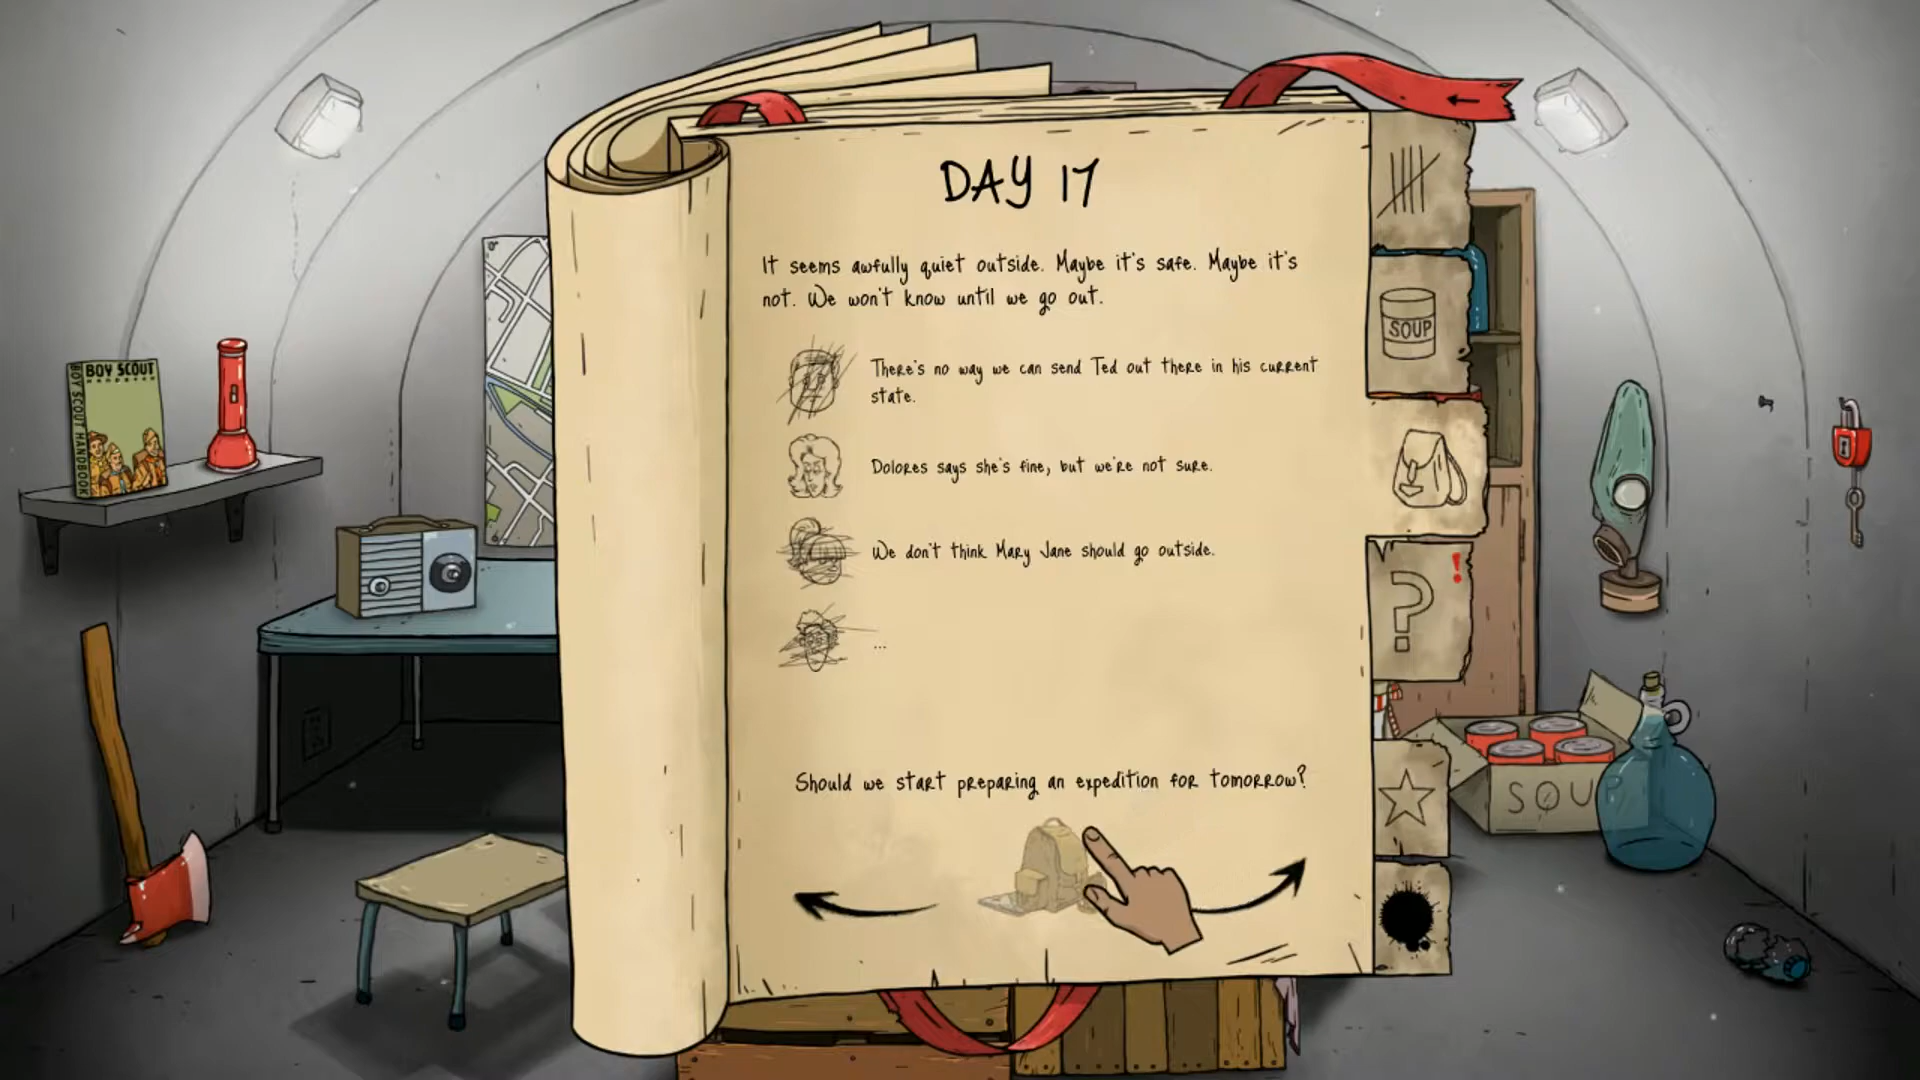 DAY 17
It seems awfully quiet outside. Maybe it's safe. Maybe it's
not. We won't know until we go out.
There's no way we can send Ted out there in his current
state.
Dolores says she's fine, but we're not sure.
We don't think Mary Jane should go outside.
...
Should we start preparing an expedition for tomorrow?
SOUP
?
!
BOY SCOUT
HANDBOOK
BOY SCOUT HANDBOOK
SOUP